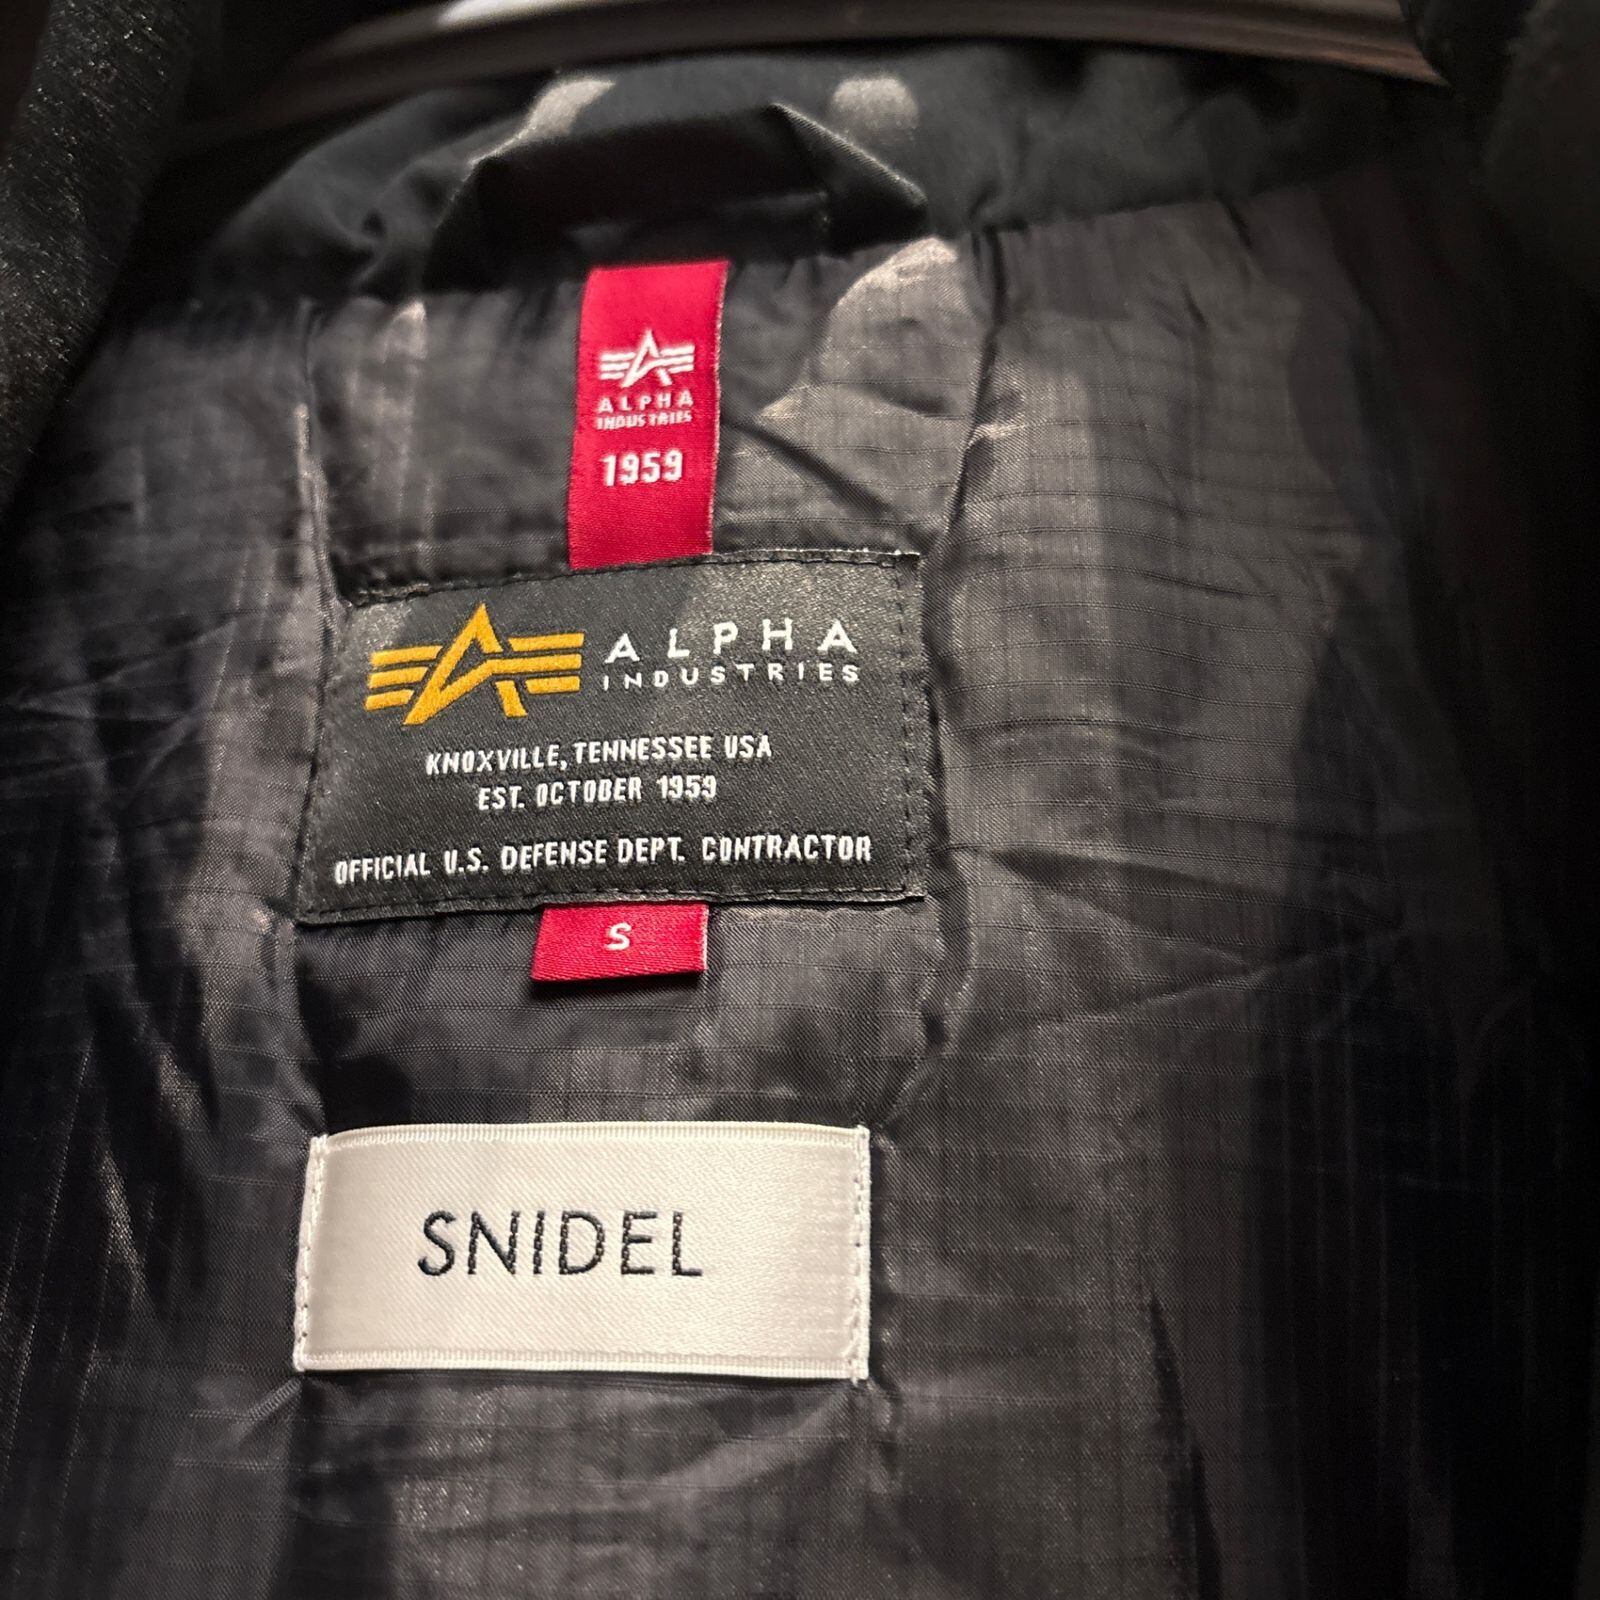 ALPHA
INDUSTRIES
1959
ALPHA
INDUSTRIES
KNOXVILLE, TENNESSEE USA
EST. OCTOBER 1959
OFFICIAL U.S. DEFENSE DEPT. CONTRACTOR
S
SNIDEL